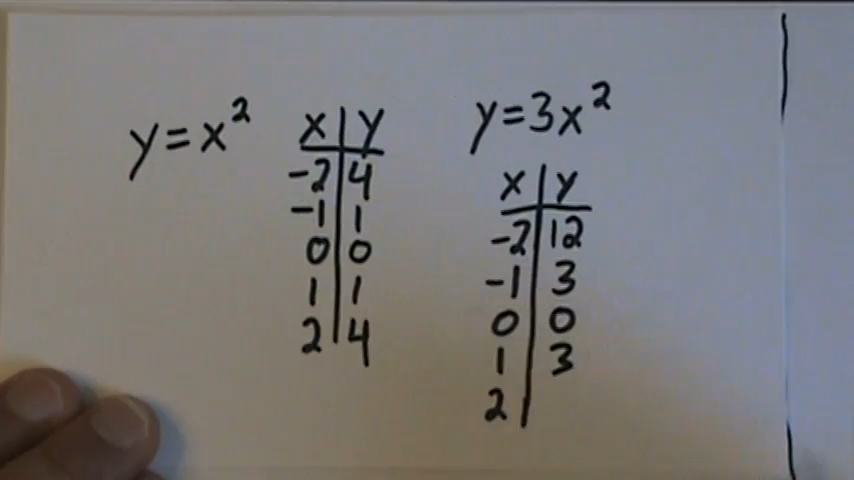 y=x²
x | y
-2 | 4
-1 | 1
0 | 0
1 | 1
2 | 4
y=3x²
x | y
-2 | 12
-1 | 3
0 | 0
1 | 3
2 |